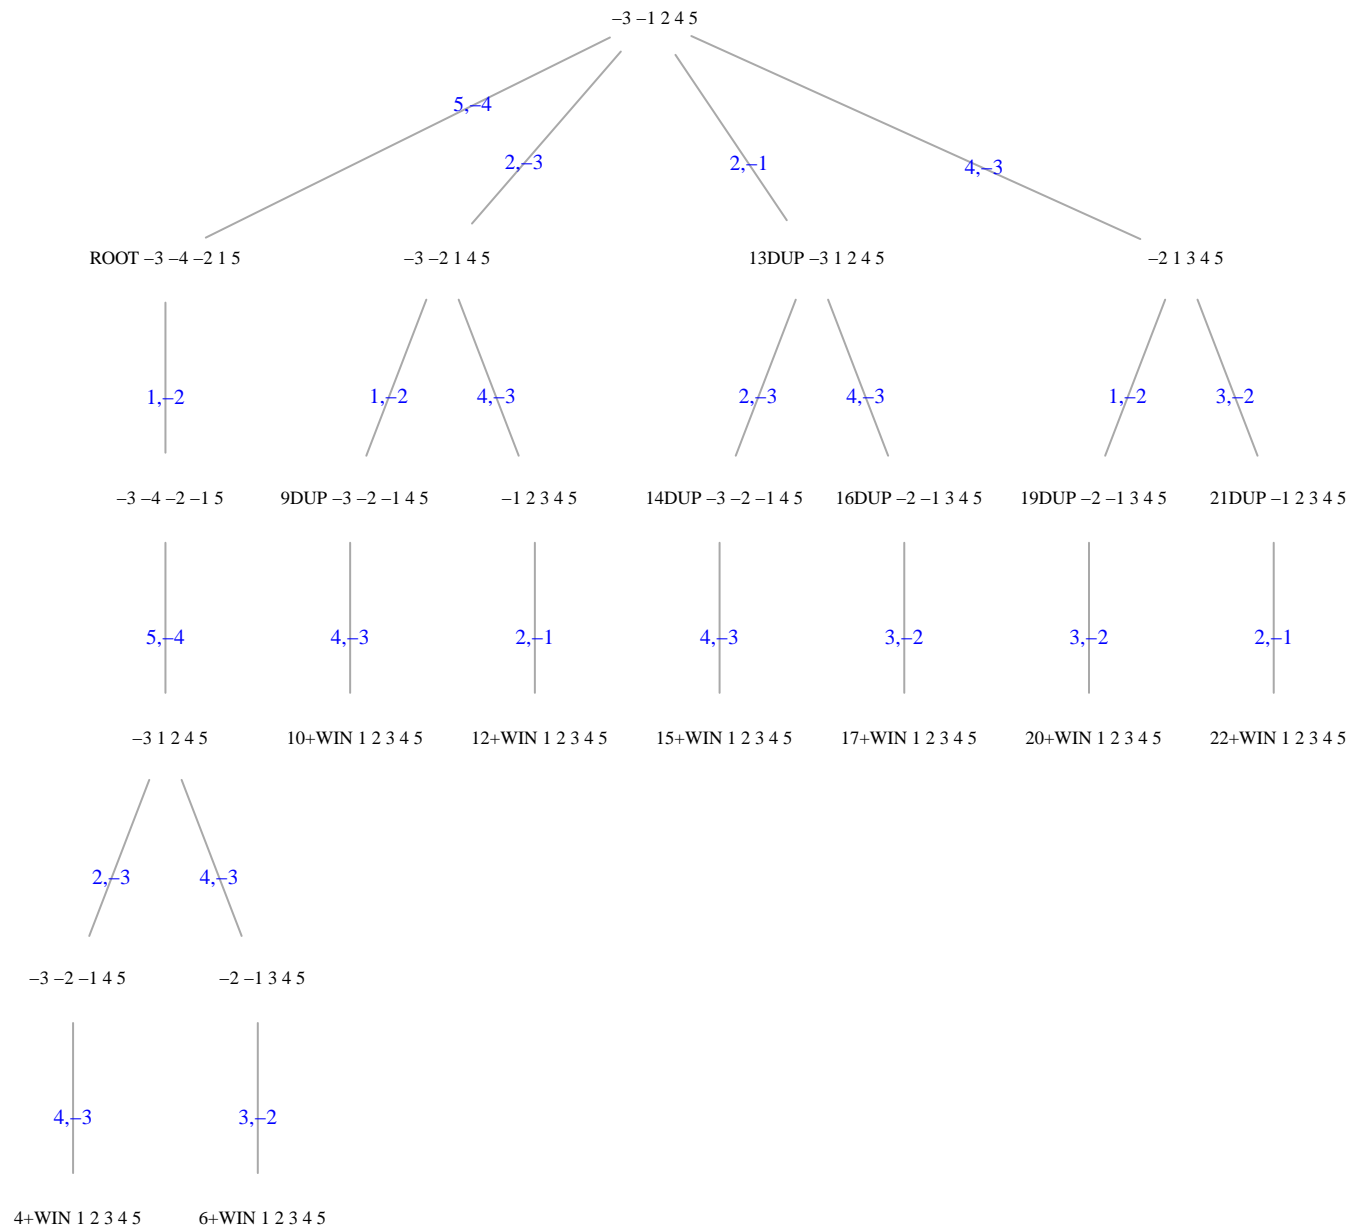 −3 −1 2 4 5
5,−4
2,−3
2,−1
4,−3
ROOT −3 −4 −2 1 5
−3 −2 1 4 5
13DUP −3 1 2 4 5
−2 1 3 4 5
1,−2
1,−2
4,−3
2,−3
4,−3
1,−2
3,−2
−3 −4 −2 −1 5
9DUP −3 −2 −1 4 5
−1 2 3 4 5
14DUP −3 −2 −1 4 5
16DUP −2 −1 3 4 5
19DUP −2 −1 3 4 5
21DUP −1 2 3 4 5
5,−4
4,−3
2,−1
4,−3
3,−2
3,−2
2,−1
−3 1 2 4 5
10+WIN 1 2 3 4 5
12+WIN 1 2 3 4 5
15+WIN 1 2 3 4 5
17+WIN 1 2 3 4 5
20+WIN 1 2 3 4 5
22+WIN 1 2 3 4 5
2,−3
4,−3
−3 −2 −1 4 5
−2 −1 3 4 5
4,−3
3,−2
4+WIN 1 2 3 4 5
6+WIN 1 2 3 4 5